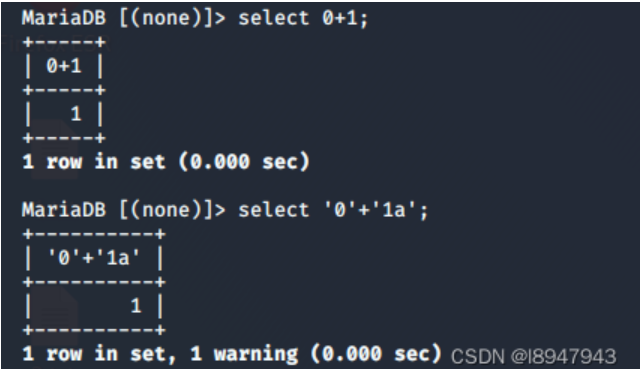 MariaDB [(none)]> select 0+1;
+-----+
| 0+1 |
+-----+
|   1 |
+-----+
1 row in set (0.000 sec)
MariaDB [(none)]> select '0'+'1a';
+----------+
| '0'+'1a' |
+----------+
|        1 |
+----------+
1 row in set, 1 warning (0.000 sec)
CSDN @l8947943